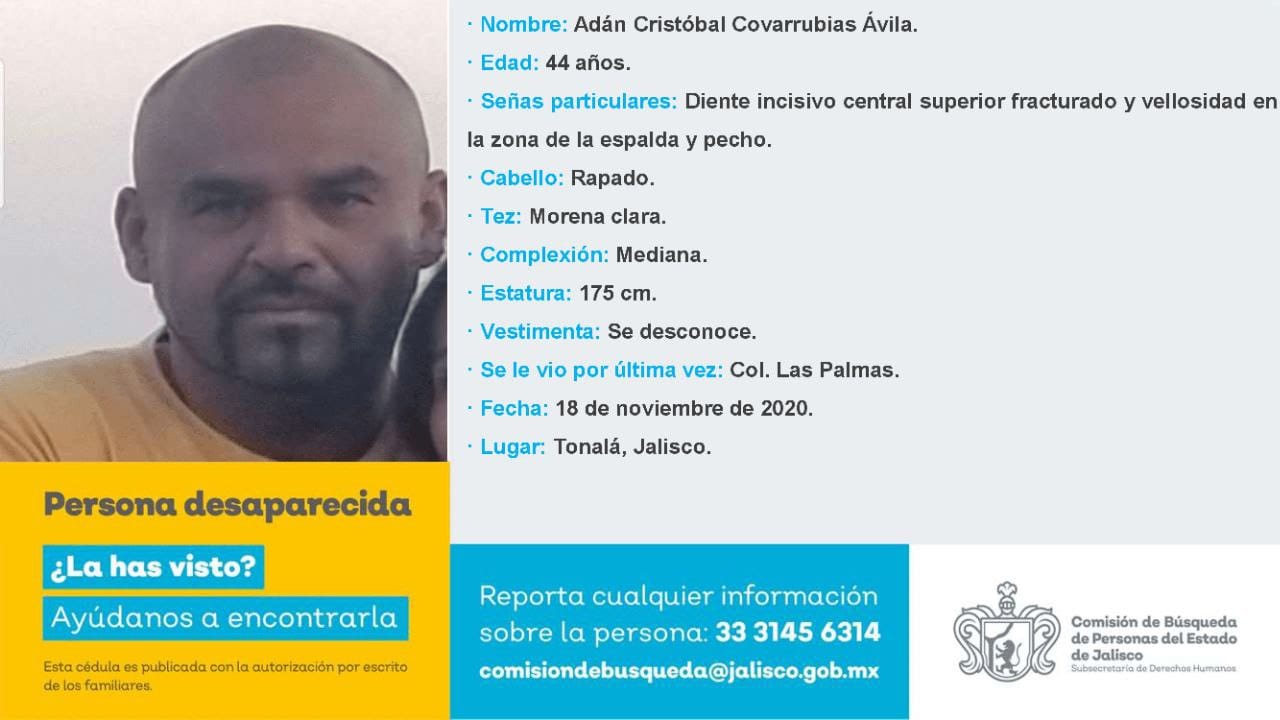 · Nombre: Adán Cristóbal Covarrubias Ávila.
· Edad: 44 años.
· Señas particulares: Diente incisivo central superior fracturado y vellosidad en
la zona de la espalda y pecho.
· Cabello: Rapado.
· Tez: Morena clara.
· Complexión: Mediana.
· Estatura: 175 cm.
· Vestimenta: Se desconoce.
· Se le vio por última vez: Col. Las Palmas.
· Fecha: 18 de noviembre de 2020.
· Lugar: Tonalá, Jalisco.
Persona desaparecida
¿La has visto?
Ayúdanos a encontrarla
Esta cédula es publicada con la autorización por escrito
de los familiares.
Reporta cualquier información
sobre la persona: 33 3145 6314
comisiondebusqueda@jalisco.gob.mx
Comisión de Búsqueda
de Personas del Estado
de Jalisco
Subsecretaría de Derechos Humanos